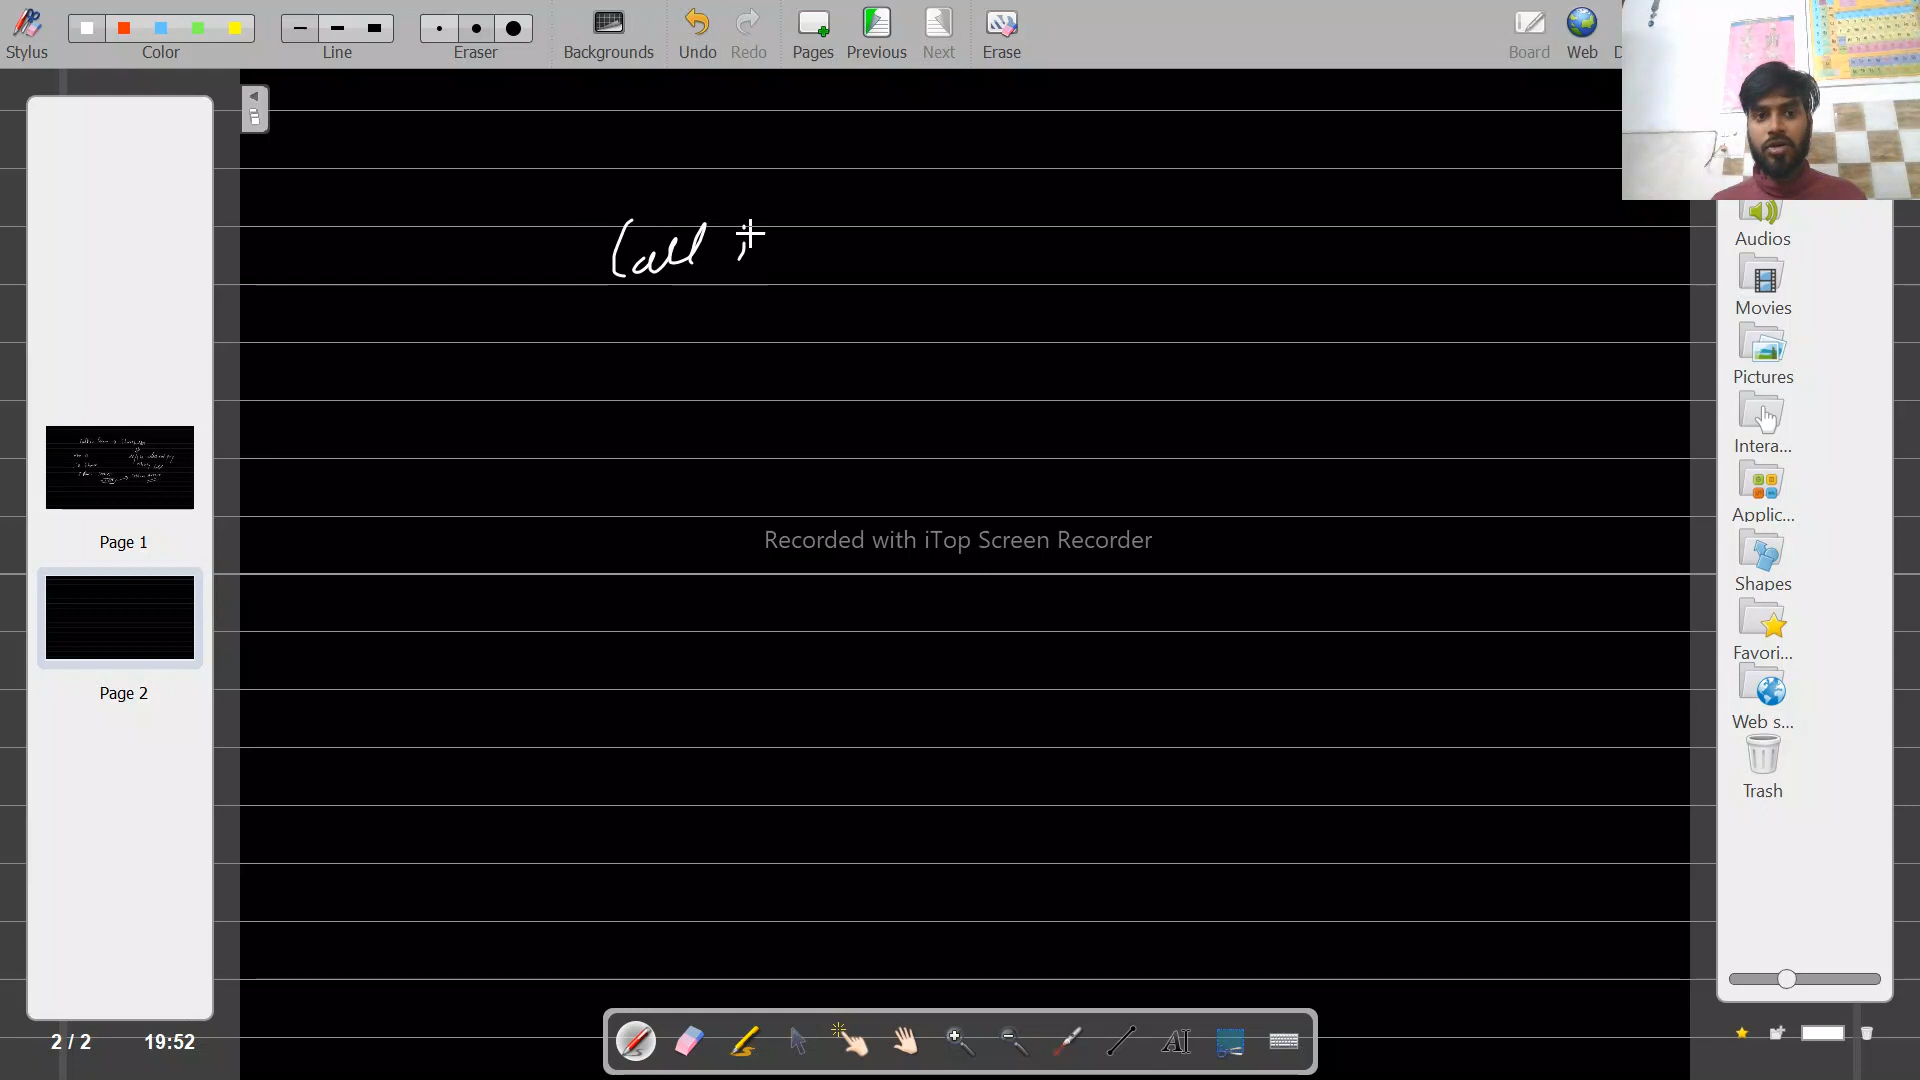 Stylus
Color
Line
Eraser
Backgrounds
Undo
Redo
Pages
Previous
Next
Erase
Board
Web
D
Call
Audios
Movies
Pictures
Intera...
Applic...
Shapes
Favori...
Web s...
Trash
Page 1
Page 2
Recorded with iTop Screen Recorder
2 / 2
19:52